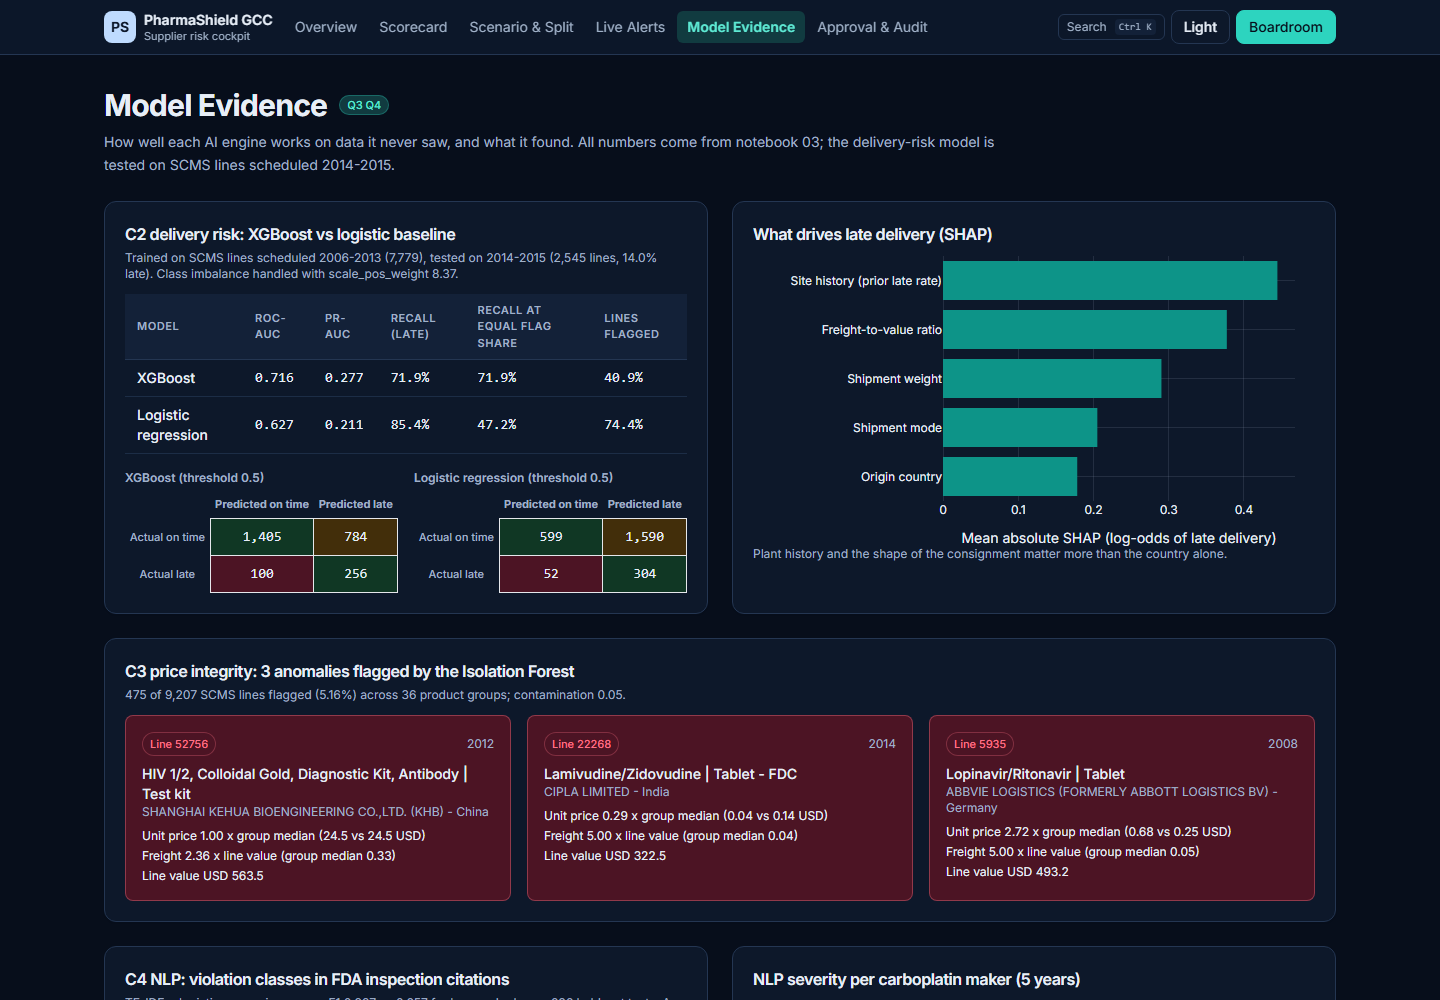 PS
PharmaShield GCC
Supplier risk cockpit
Overview
Scorecard
Scenario & Split
Live Alerts
Model Evidence
Approval & Audit
Search Ctrl K
Light
Boardroom
Model Evidence
Q3 Q4
How well each AI engine works on data it never saw, and what it found. All numbers come from notebook 03; the delivery-risk model is
tested on SCMS lines scheduled 2014-2015.
C2 delivery risk: XGBoost vs logistic baseline
Trained on SCMS lines scheduled 2006-2013 (7,779), tested on 2014-2015 (2,545 lines, 14.0%
late). Class imbalance handled with scale_pos_weight 8.37.
MODEL
ROC-
AUC
PR-
AUC
RECALL
(LATE)
RECALL AT
EQUAL FLAG
SHARE
LINES
FLAGGED
XGBoost 0.716 0.277 71.9% 71.9% 40.9%
Logistic
regression
0.627 0.211 85.4% 47.2% 74.4%
XGBoost (threshold 0.5)
Predicted on time Predicted late
Actual on time 1,405 784
Actual late 100 256
Logistic regression (threshold 0.5)
Predicted on time Predicted late
Actual on time 599 1,590
Actual late 52 304
What drives late delivery (SHAP)
Site history (prior late rate)
Freight-to-value ratio
Shipment weight
Shipment mode
Origin country
0 0.1 0.2 0.3 0.4
Mean absolute SHAP (log-odds of late delivery)
Plant history and the shape of the consignment matter more than the country alone.
C3 price integrity: 3 anomalies flagged by the Isolation Forest
475 of 9,207 SCMS lines flagged (5.16%) across 36 product groups; contamination 0.05.
Line 52756 2012
HIV 1/2, Colloidal Gold, Diagnostic Kit, Antibody |
Test kit
SHANGHAI KEHUA BIOENGINEERING CO.,LTD. (KHB) - China
Unit price 1.00 x group median (24.5 vs 24.5 USD)
Freight 2.36 x line value (group median 0.33)
Line value USD 563.5
Line 22268 2014
Lamivudine/Zidovudine | Tablet - FDC
CIPLA LIMITED - India
Unit price 0.29 x group median (0.04 vs 0.14 USD)
Freight 5.00 x line value (group median 0.04)
Line value USD 322.5
Line 5935 2008
Lopinavir/Ritonavir | Tablet
ABBVIE LOGISTICS (FORMERLY ABBOTT LOGISTICS BV) -
Germany
Unit price 2.72 x group median (0.68 vs 0.25 USD)
Freight 5.00 x line value (group median 0.05)
Line value USD 493.2
C4 NLP: violation classes in FDA inspection citations
NLP severity per carboplatin maker (5 years)